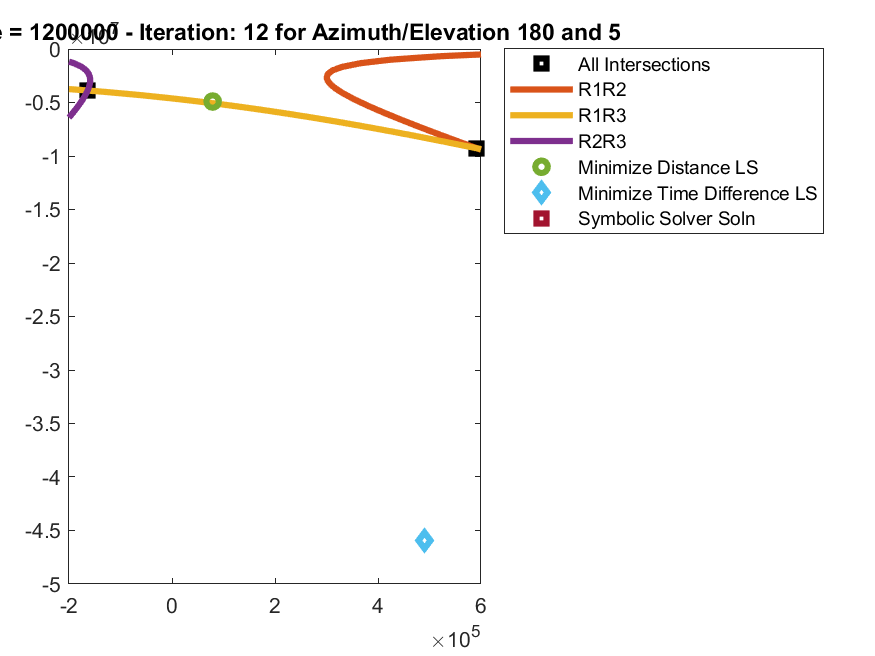 e = 1200000 - Iteration: 12 for Azimuth/Elevation 180 and 5
×10^7
0
-0.5
-1
-1.5
-2
-2.5
-3
-3.5
-4
-4.5
-5
-2 0 2 4 6
×10^5
All Intersections
R1R2
R1R3
R2R3
Minimize Distance LS
Minimize Time Difference LS
Symbolic Solver Soln